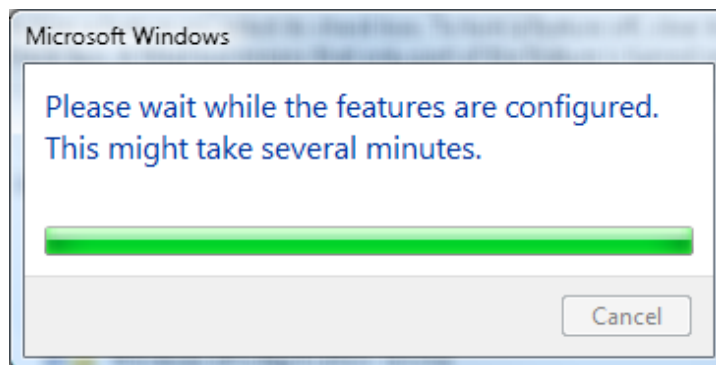 Microsoft Windows
Please wait while the features are configured.
This might take several minutes.
Cancel